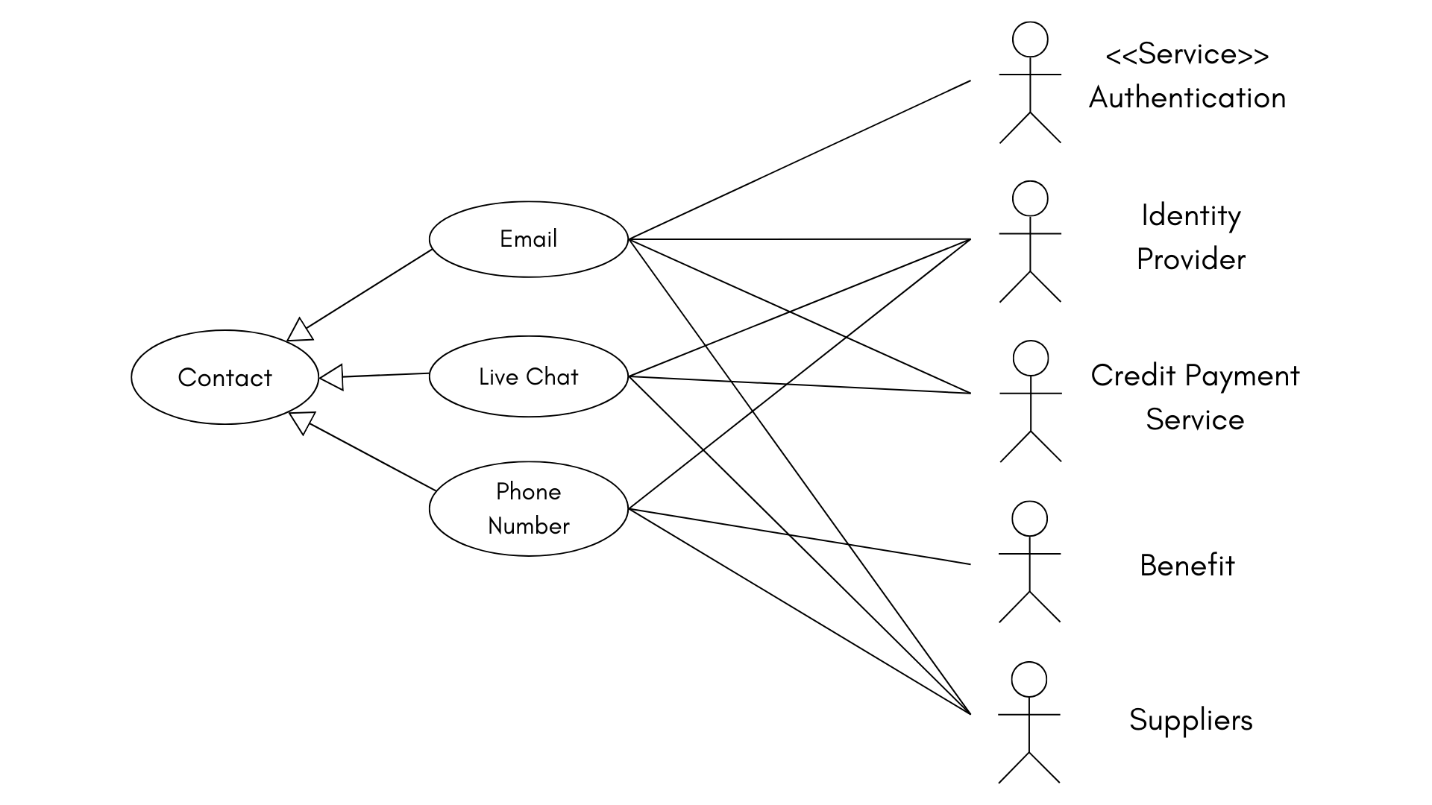 <<Service>>
Authentication
Email
Identity
Provider
Contact
Live Chat
Credit Payment
Service
Phone
Number
Benefit
Suppliers